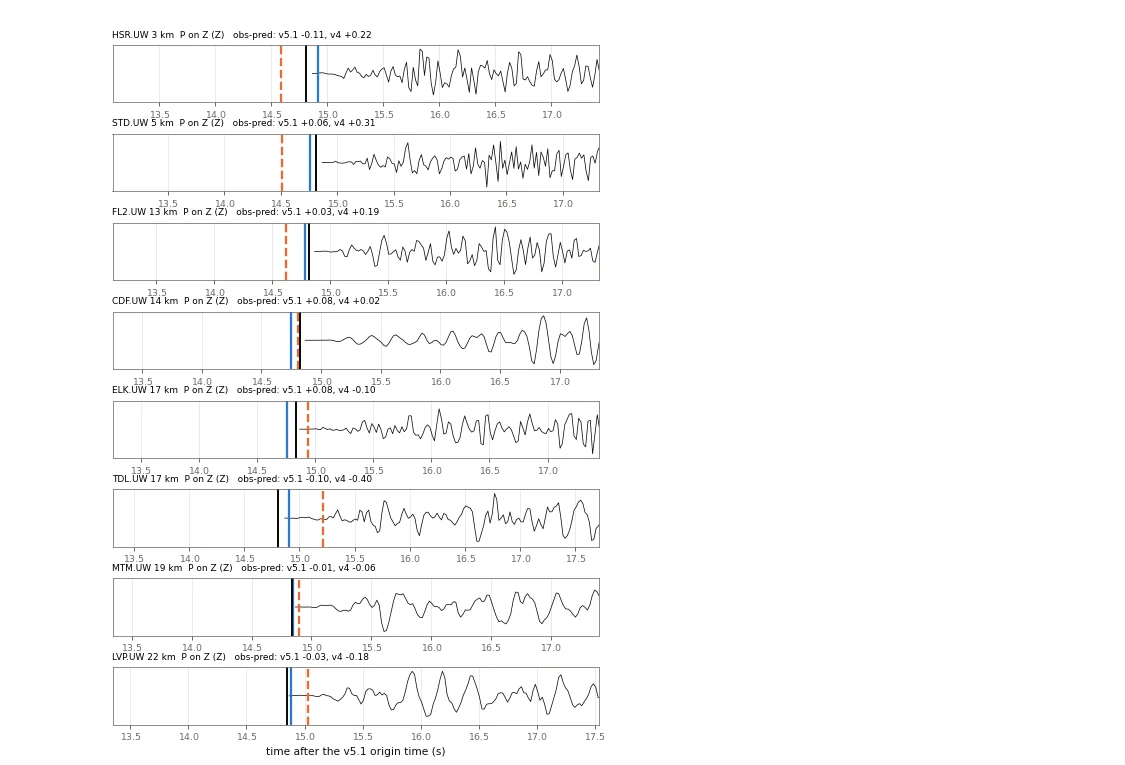 HSR.UW 3 km  P on Z (Z)   obs-pred: v5.1 -0.11, v4 +0.22
13.5 14.0 14.5 15.0 15.5 16.0 16.5 17.0
STD.UW 5 km  P on Z (Z)   obs-pred: v5.1 +0.06, v4 +0.31
13.5 14.0 14.5 15.0 15.5 16.0 16.5 17.0
FL2.UW 13 km  P on Z (Z)   obs-pred: v5.1 +0.03, v4 +0.19
13.5 14.0 14.5 15.0 15.5 16.0 16.5 17.0
CDF.UW 14 km  P on Z (Z)   obs-pred: v5.1 +0.08, v4 +0.02
13.5 14.0 14.5 15.0 15.5 16.0 16.5 17.0
ELK.UW 17 km  P on Z (Z)   obs-pred: v5.1 +0.08, v4 -0.10
13.5 14.0 14.5 15.0 15.5 16.0 16.5 17.0
TDL.UW 17 km  P on Z (Z)   obs-pred: v5.1 -0.10, v4 -0.40
13.5 14.0 14.5 15.0 15.5 16.0 16.5 17.0 17.5
MTM.UW 19 km  P on Z (Z)   obs-pred: v5.1 -0.01, v4 -0.06
13.5 14.0 14.5 15.0 15.5 16.0 16.5 17.0
LVP.UW 22 km  P on Z (Z)   obs-pred: v5.1 -0.03, v4 -0.18
13.5 14.0 14.5 15.0 15.5 16.0 16.5 17.0 17.5
time after the v5.1 origin time (s)